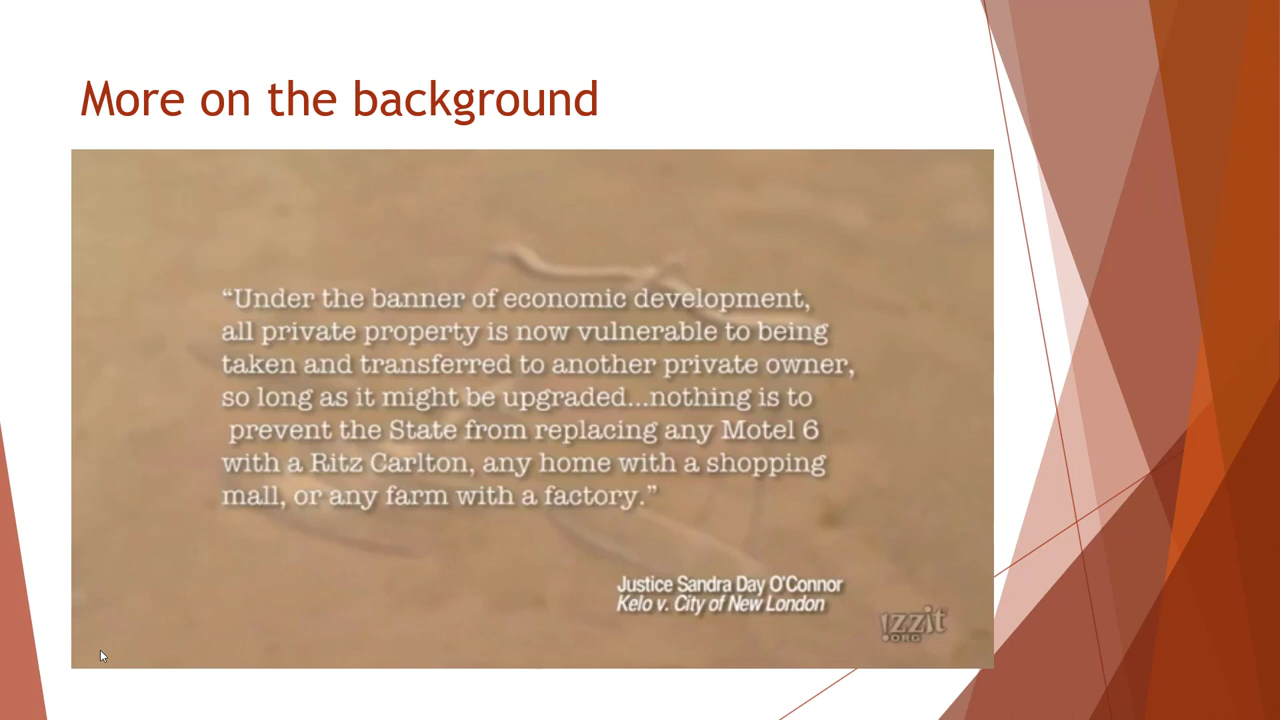 More on the background
“Under the banner of economic development,
all private property is now vulnerable to being
taken and transferred to another private owner,
so long as it might be upgraded...nothing is to
prevent the State from replacing any Motel 6
with a Ritz Carlton, any home with a shopping
mall, or any farm with a factory.”
Justice Sandra Day O'Connor
Kelo v. City of New London
izzit
.ORG